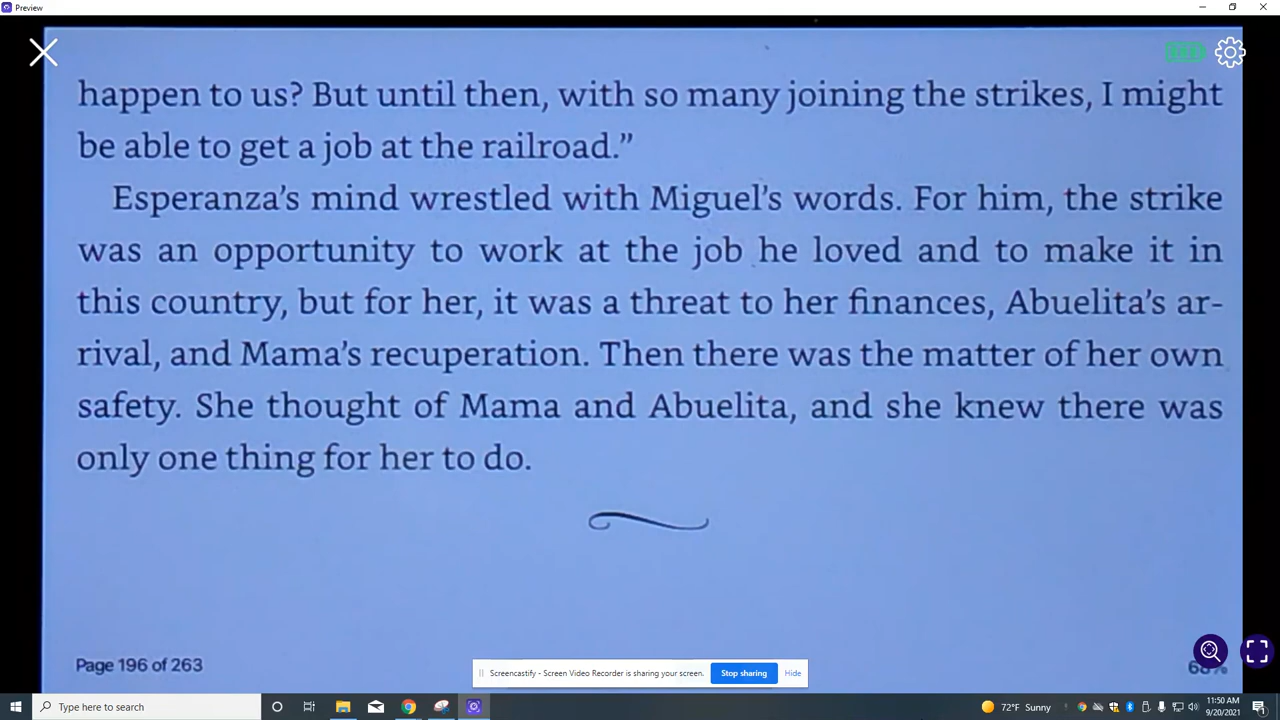 Preview
happen to us? But until then, with so many joining the strikes, I might
be able to get a job at the railroad.”
Esperanza’s mind wrestled with Miguel’s words. For him, the strike
was an opportunity to work at the job he loved and to make it in
this country, but for her, it was a threat to her finances, Abuelita’s ar-
rival, and Mama’s recuperation. Then there was the matter of her own
safety. She thought of Mama and Abuelita, and she knew there was
only one thing for her to do.
Page 196 of 263
Screencastify - Screen Video Recorder is sharing your screen.
Stop sharing
Hide
Type here to search
72°F Sunny
11:50 AM
9/20/2021